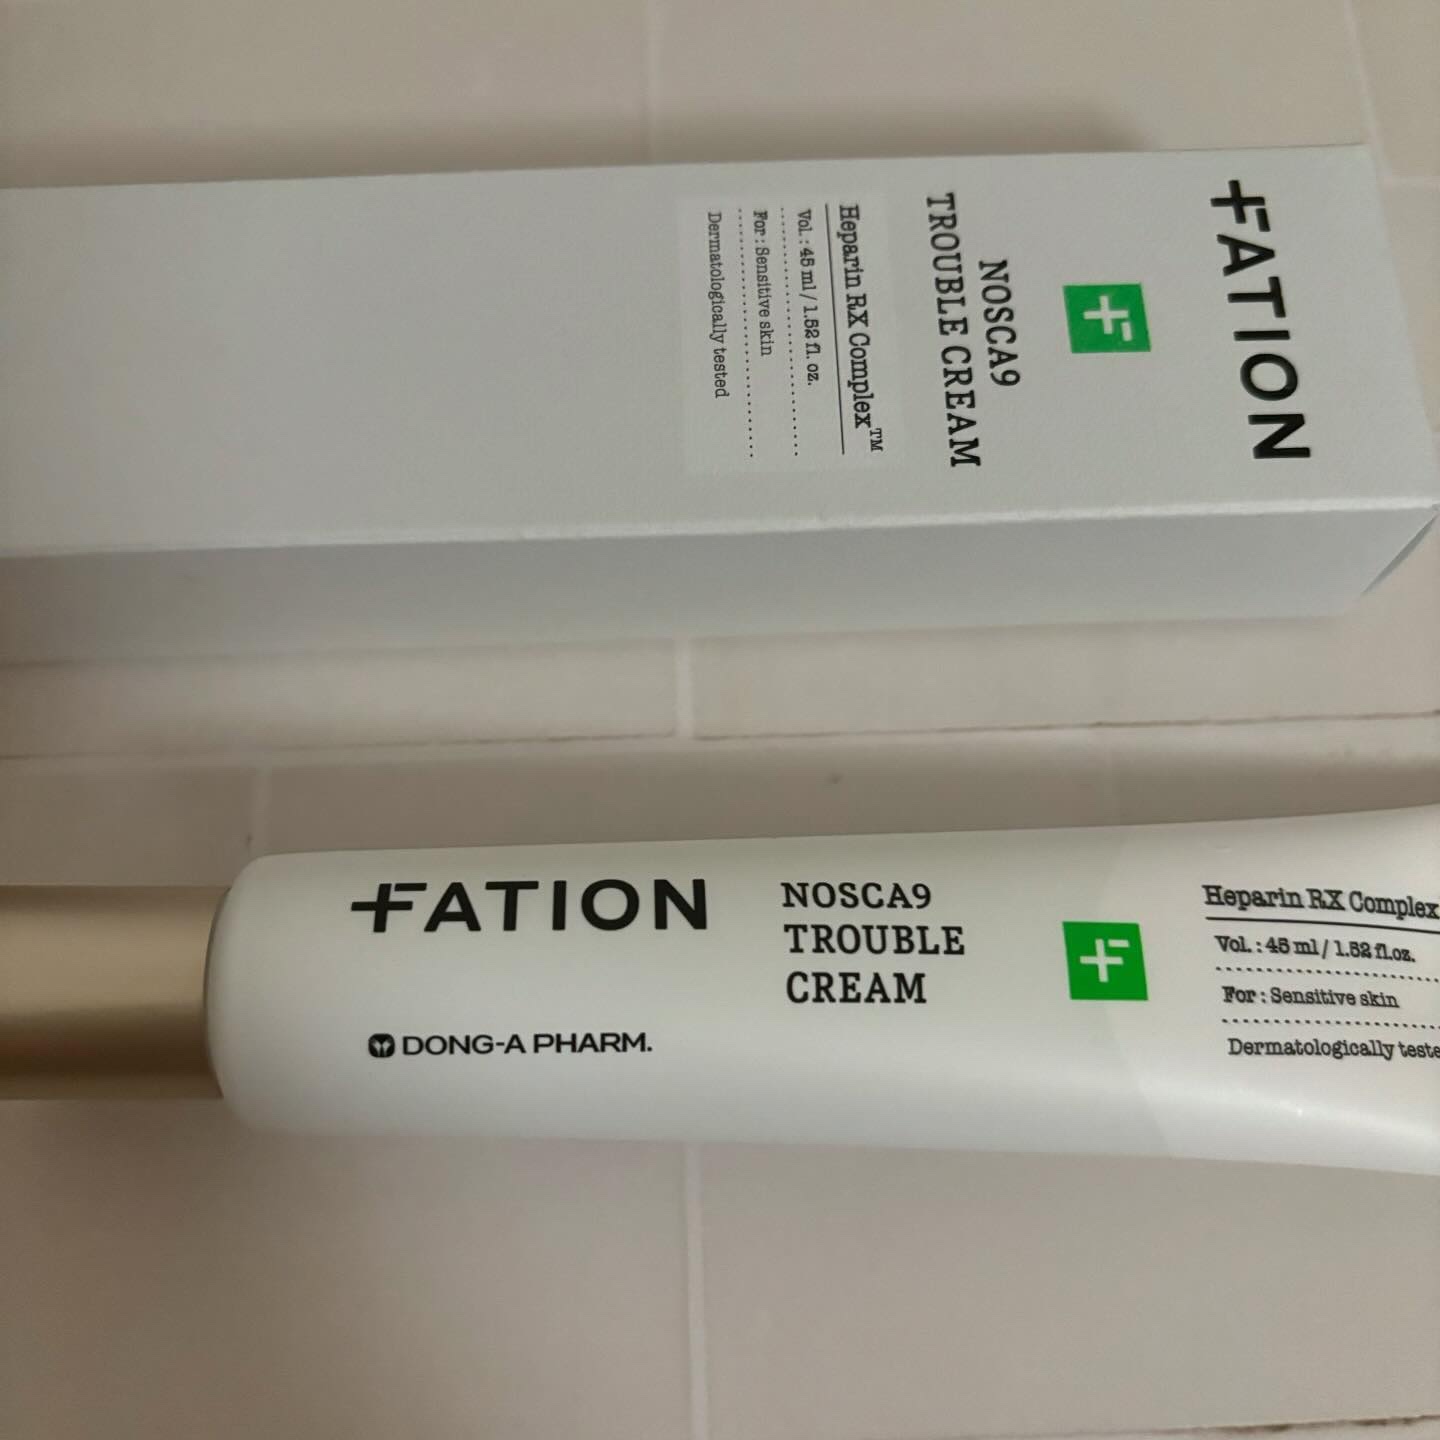 FATION
NOSCA9
TROUBLE CREAM
Heparin RX Complex™
Vol. : 45 ml / 1.52 fl. oz.
For : Sensitive skin
Dermatologically tested
FATION
DONG-A PHARM.
NOSCA9
TROUBLE
CREAM
Heparin RX Complex
Vol. : 45 ml / 1.52 fl.oz.
For : Sensitive skin
Dermatologically teste